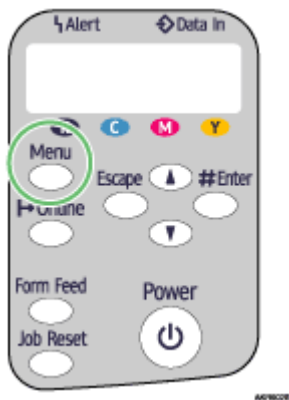 Alert
Data In
C M Y
Menu
Escape
#Enter
Online
Form Feed
Power
Job Reset